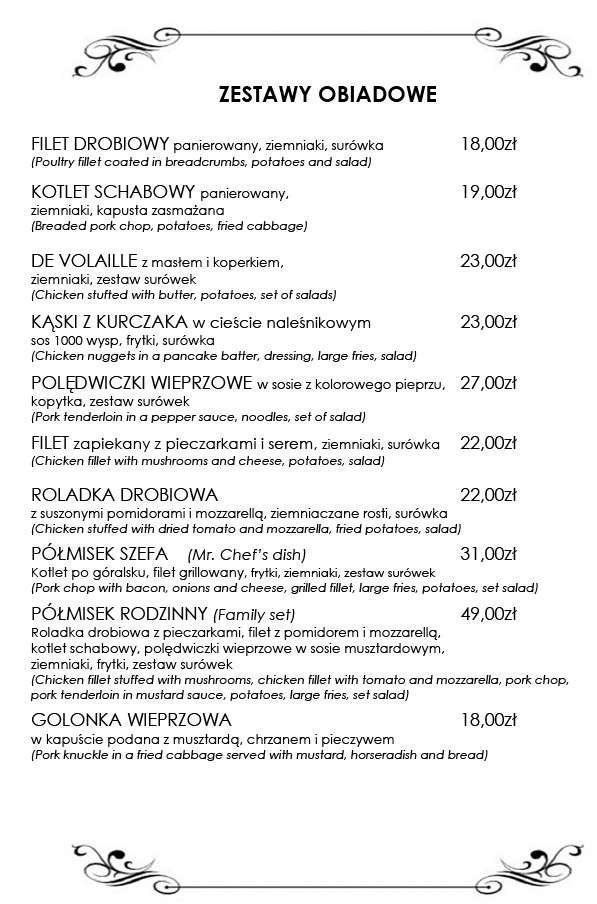 ZESTAWY OBIADOWE
FILET DROBIOWY panierowany, ziemniaki, surówka 18,00zł
(Poultry fillet coated in breadcrumbs, potatoes and salad)
KOTLET SCHABOWY panierowany, 19,00zł
ziemniaki, kapusta zasmażana
(Breaded pork chop, potatoes, fried cabbage)
DE VOLAILLE z masłem i koperkiem, 23,00zł
ziemniaki, zestaw surówek
(Chicken stuffed with butter, potatoes, set of salads)
KĄSKI Z KURCZAKA w cieście naleśnikowym 23,00zł
sos 1000 wysp, frytki, surówka
(Chicken nuggets in a pancake batter, dressing, large fries, salad)
POLĘDWICZKI WIEPRZOWE w sosie z kolorowego pieprzu, 27,00zł
kopytka, zestaw surówek
(Pork tenderloin in a pepper sauce, noodles, set of salad)
FILET zapiekany z pieczarkami i serem, ziemniaki, surówka 22,00zł
(Chicken fillet with mushrooms and cheese, potatoes, salad)
ROLADKA DROBIOWA 22,00zł
z suszonymi pomidorami i mozzarellą, ziemniaczane rosti, surówka
(Chicken stuffed with dried tomato and mozzarella, fried potatoes, salad)
PÓŁMISEK SZEFA (Mr. Chef's dish) 31,00zł
Kotlet po góralsku, filet grillowany, frytki, ziemniaki, zestaw surówek
(Pork chop with bacon, onions and cheese, grilled fillet, large fries, potatoes, set salad)
PÓŁMISEK RODZINNY (Family set) 49,00zł
Roladka drobiowa z pieczarkami, filet z pomidorem i mozzarellą,
kotlet schabowy, polędwiczki wieprzowe w sosie musztardowym,
ziemniaki, frytki, zestaw surówek
(Chicken fillet stuffed with mushrooms, chicken fillet with tomato and mozzarella, pork chop,
pork tenderloin in mustard sauce, potatoes, large fries, set salad)
GOLONKA WIEPRZOWA 18,00zł
w kapuście podana z musztardą, chrzanem i pieczywem
(Pork knuckle in a fried cabbage served with mustard, horseradish and bread)